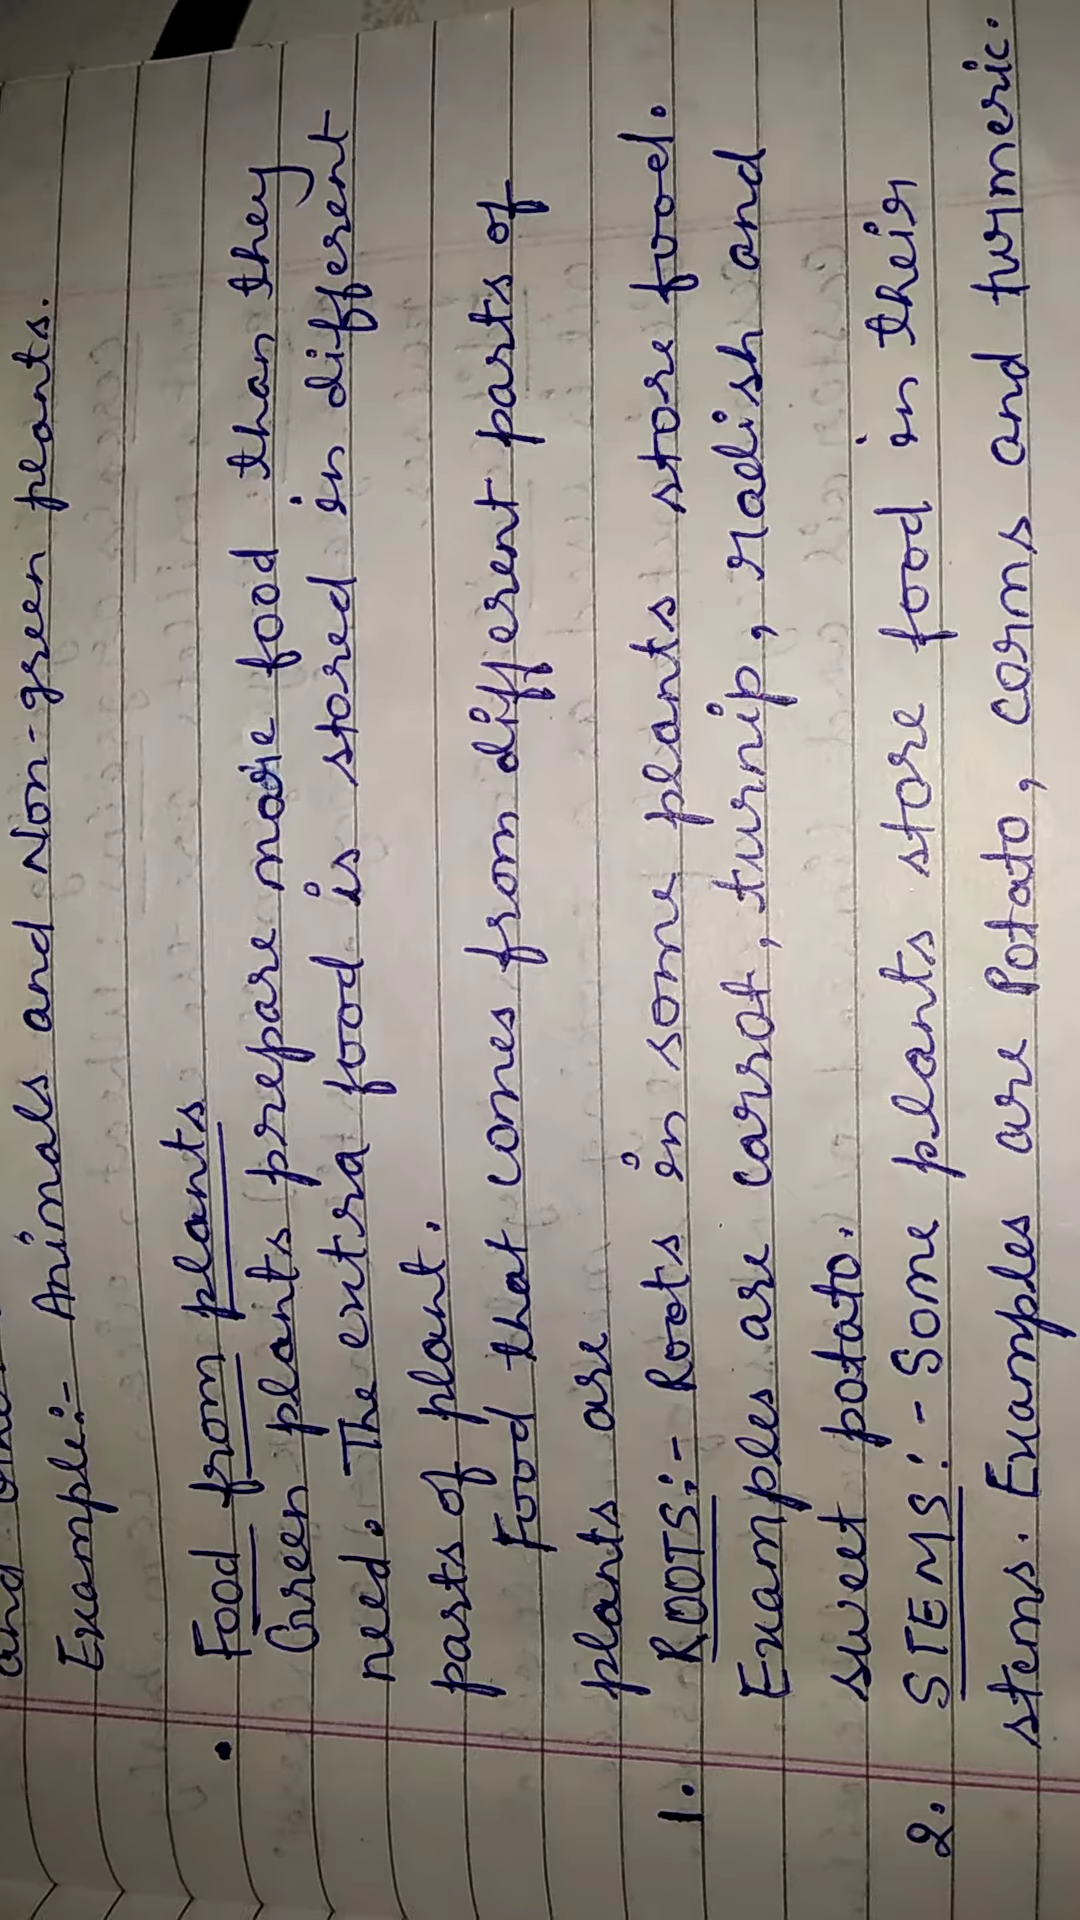 Example:- Animals and Non-green plants.
• Food from plants
Green plants prepare more food than they
need. The extra food is stored in different
parts of plant.
Food that comes from different parts of
plants are
1. ROOTS:- Roots in some plants store food.
Examples are carrot, turnip, radish and
sweet potato.
2. STEMS:- Some plants store food in their
stems. Examples are Potato, corms and turmeric.